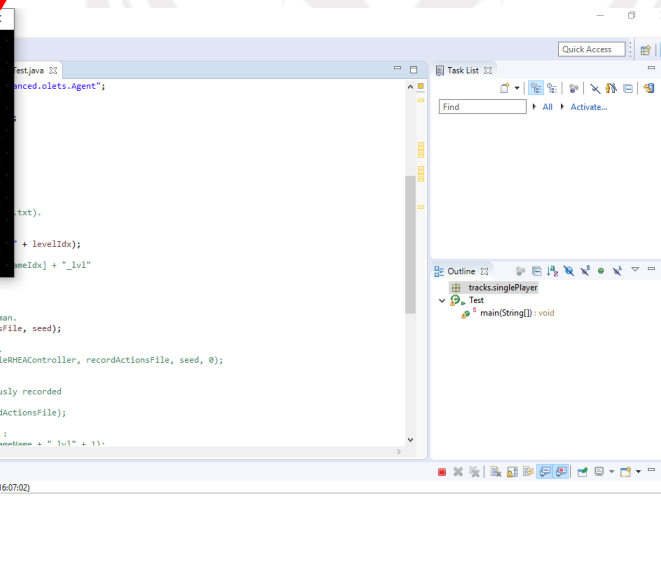 Quick Access
Test.java
Task List
anced.olets.Agent";
Find
All
Activate...
;
.txt).
" + levelIdx);
ameIdx] + "_lvl"
Outline
tracks.singlePlayer
Test
main(String[]) : void
man.
sFile, seed);
leRHEAController, recordActionsFile, seed, 0);
usly recorded
dActionsFile);
:
ameName + "_lvl" + 1);
16:07:02)